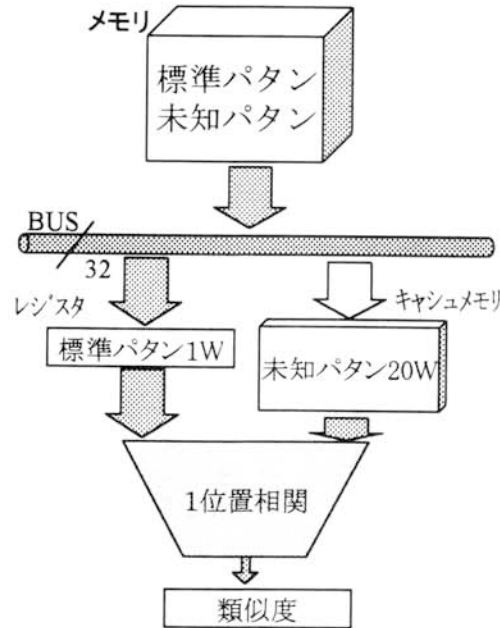 メモリ
標準パタン
未知パタン
BUS
32
レジスタ
キャシュメモリ
標準パタン1W
未知パタン20W
1位置相関
類似度